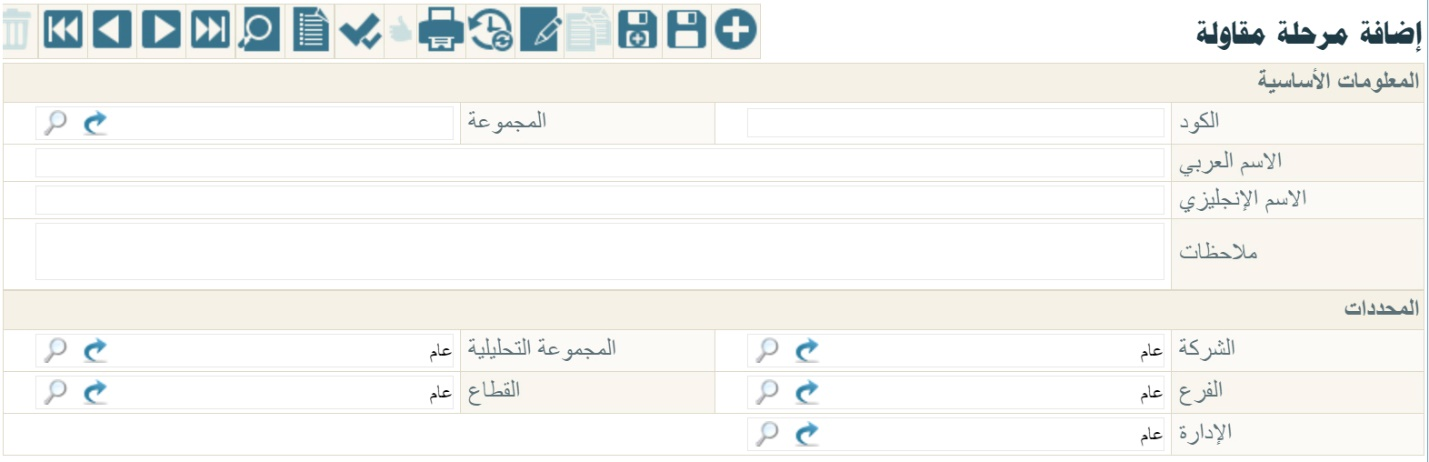 إضافة مرحلة مقاولة
المعلومات الأساسية
الكود المجموعة
الاسم العربي
الاسم الإنجليزي
ملاحظات
المحددات
الشركة عام المجموعة التحليلية عام
الفرع عام القطاع عام
الإدارة عام